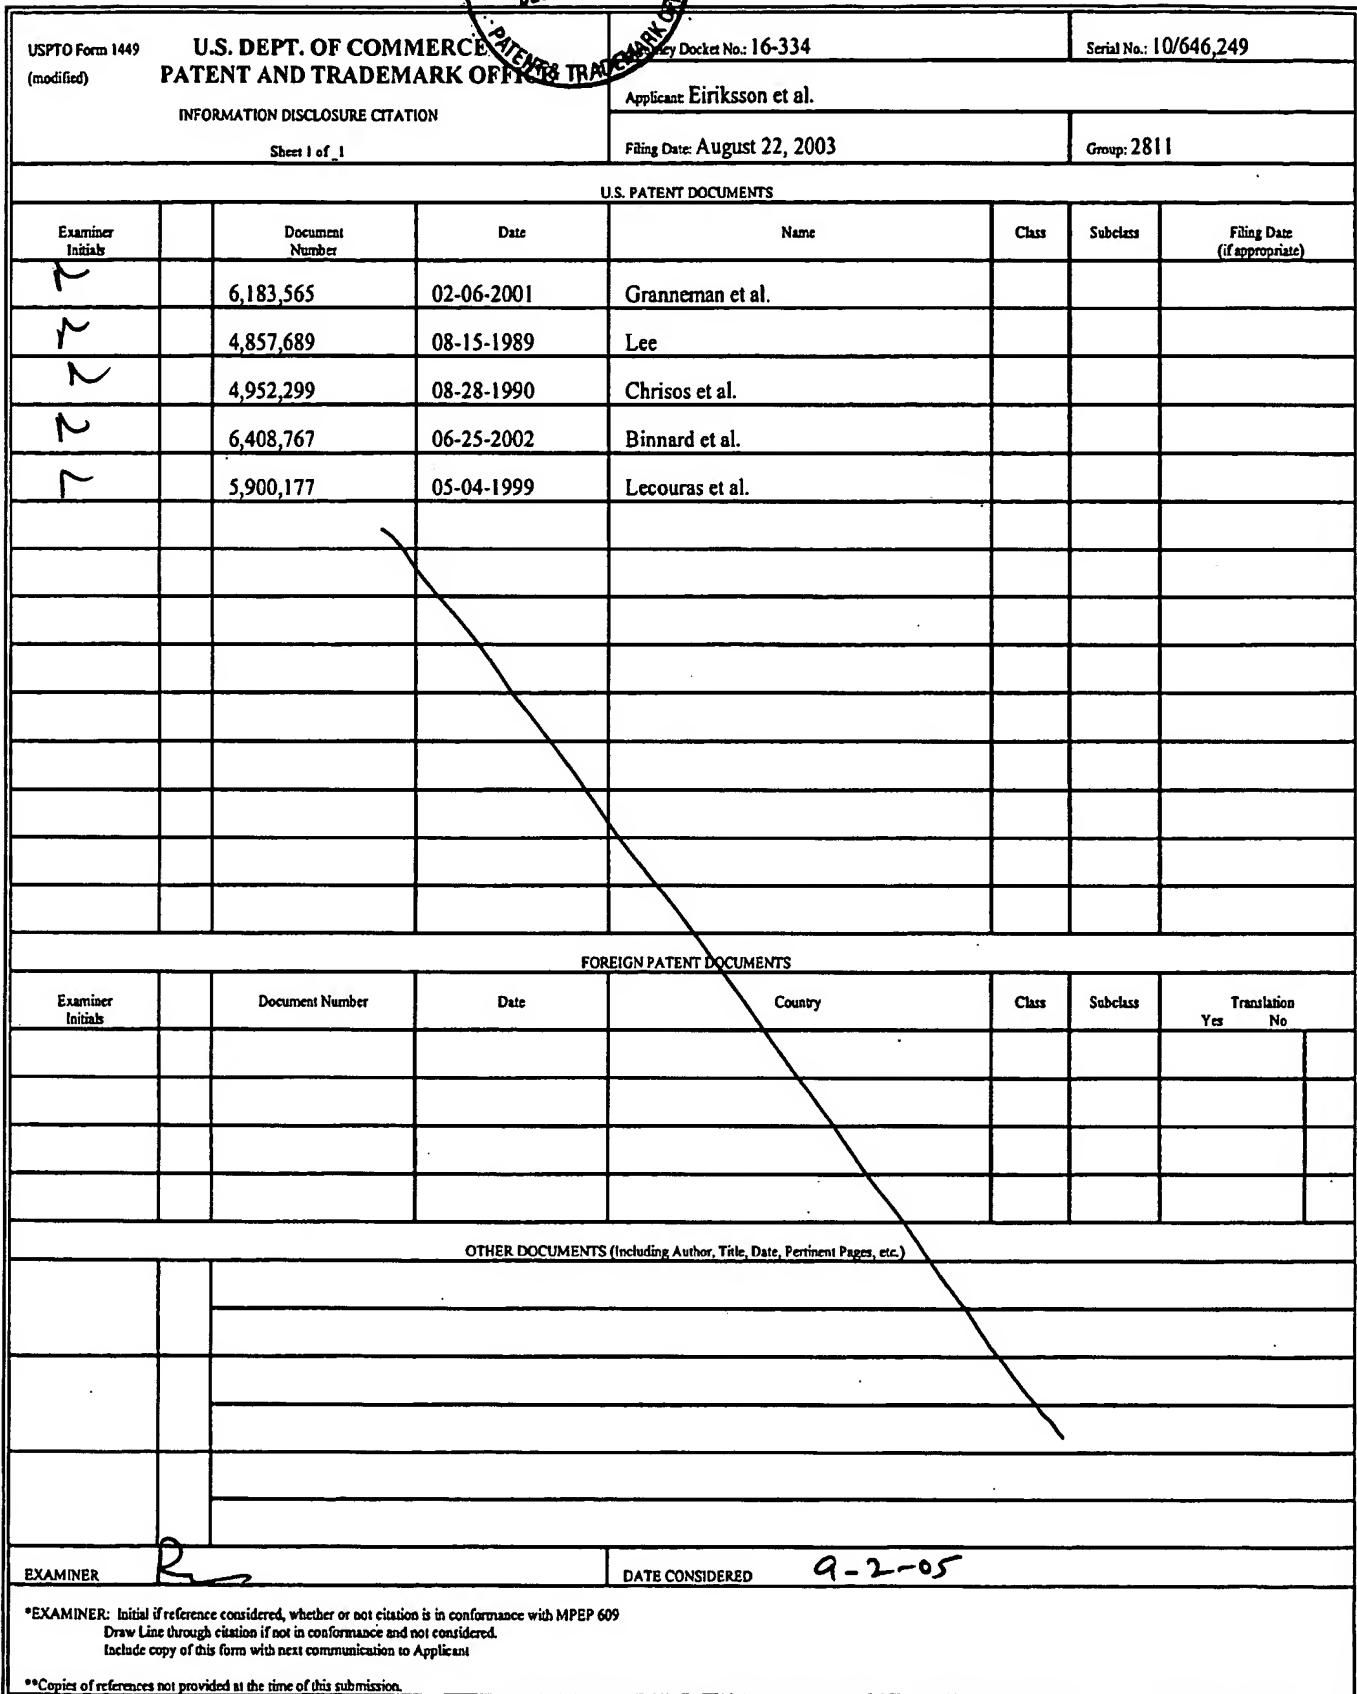 USPTO Form 1449
(modified)
U.S. DEPT. OF COMMERCE
PATENT AND TRADEMARK
INFORMATION DISCLOSURE CITATION
Sheet 1 of _1
PATENT & TRADEMARK
Docket No.: 16-334
Serial No.: 10/646,249
Applicant: Eiriksson et al.
Filing Date: August 22, 2003
Group: 2811
U.S. PATENT DOCUMENTS
Examiner Initials
Document Number
Date
Name
Class
Subclass
Filing Date (if appropriate)
6,183,565 02-06-2001 Granneman et al.
4,857,689 08-15-1989 Lee
4,952,299 08-28-1990 Chrisos et al.
6,408,767 06-25-2002 Binnard et al.
5,900,177 05-04-1999 Lecouras et al.
FOREIGN PATENT DOCUMENTS
Examiner Initials
Document Number
Date
Country
Class
Subclass
Translation
Yes No
OTHER DOCUMENTS (Including Author, Title, Date, Pertinent Pages, etc.)
EXAMINER
DATE CONSIDERED 9-2-05
*EXAMINER: Initial if reference considered, whether or not citation is in conformance with MPEP 609
Draw Line through citation if not in conformance and not considered.
Include copy of this form with next communication to Applicant
**Copies of references not provided at the time of this submission.